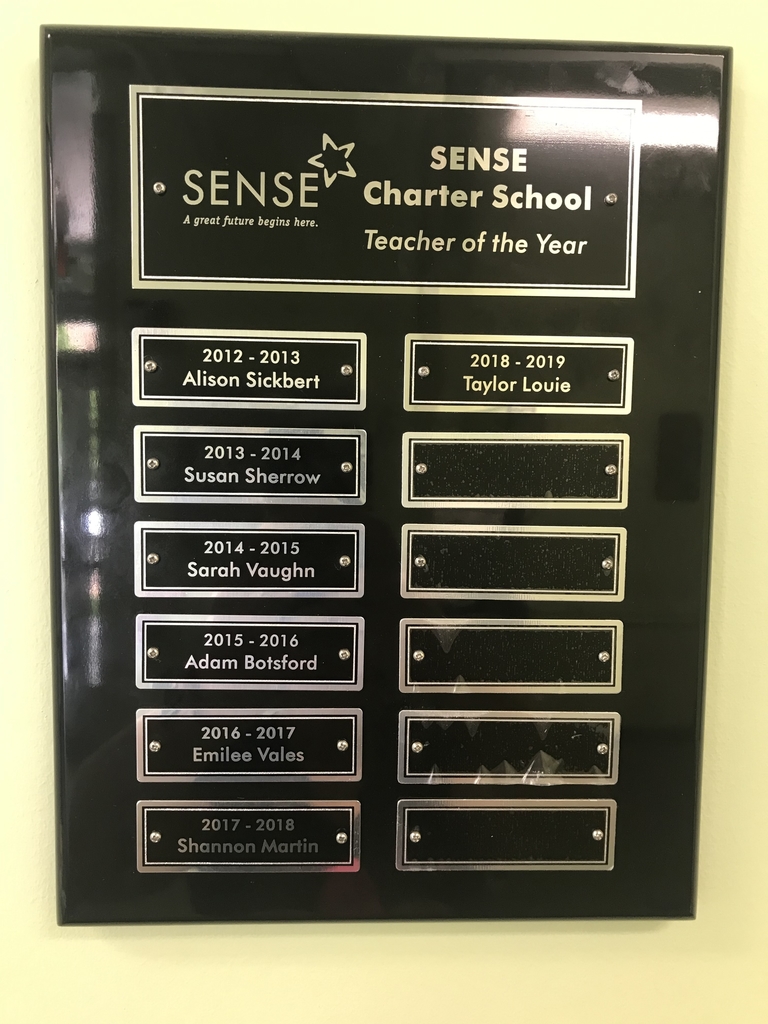 SENSE
A great future begins here.
SENSE
Charter School
Teacher of the Year
2012 - 2013
Alison Sickbert
2013 - 2014
Susan Sherrow
2014 - 2015
Sarah Vaughn
2015 - 2016
Adam Botsford
2016 - 2017
Emilee Vales
2017 - 2018
Shannon Martin
2018 - 2019
Taylor Louie